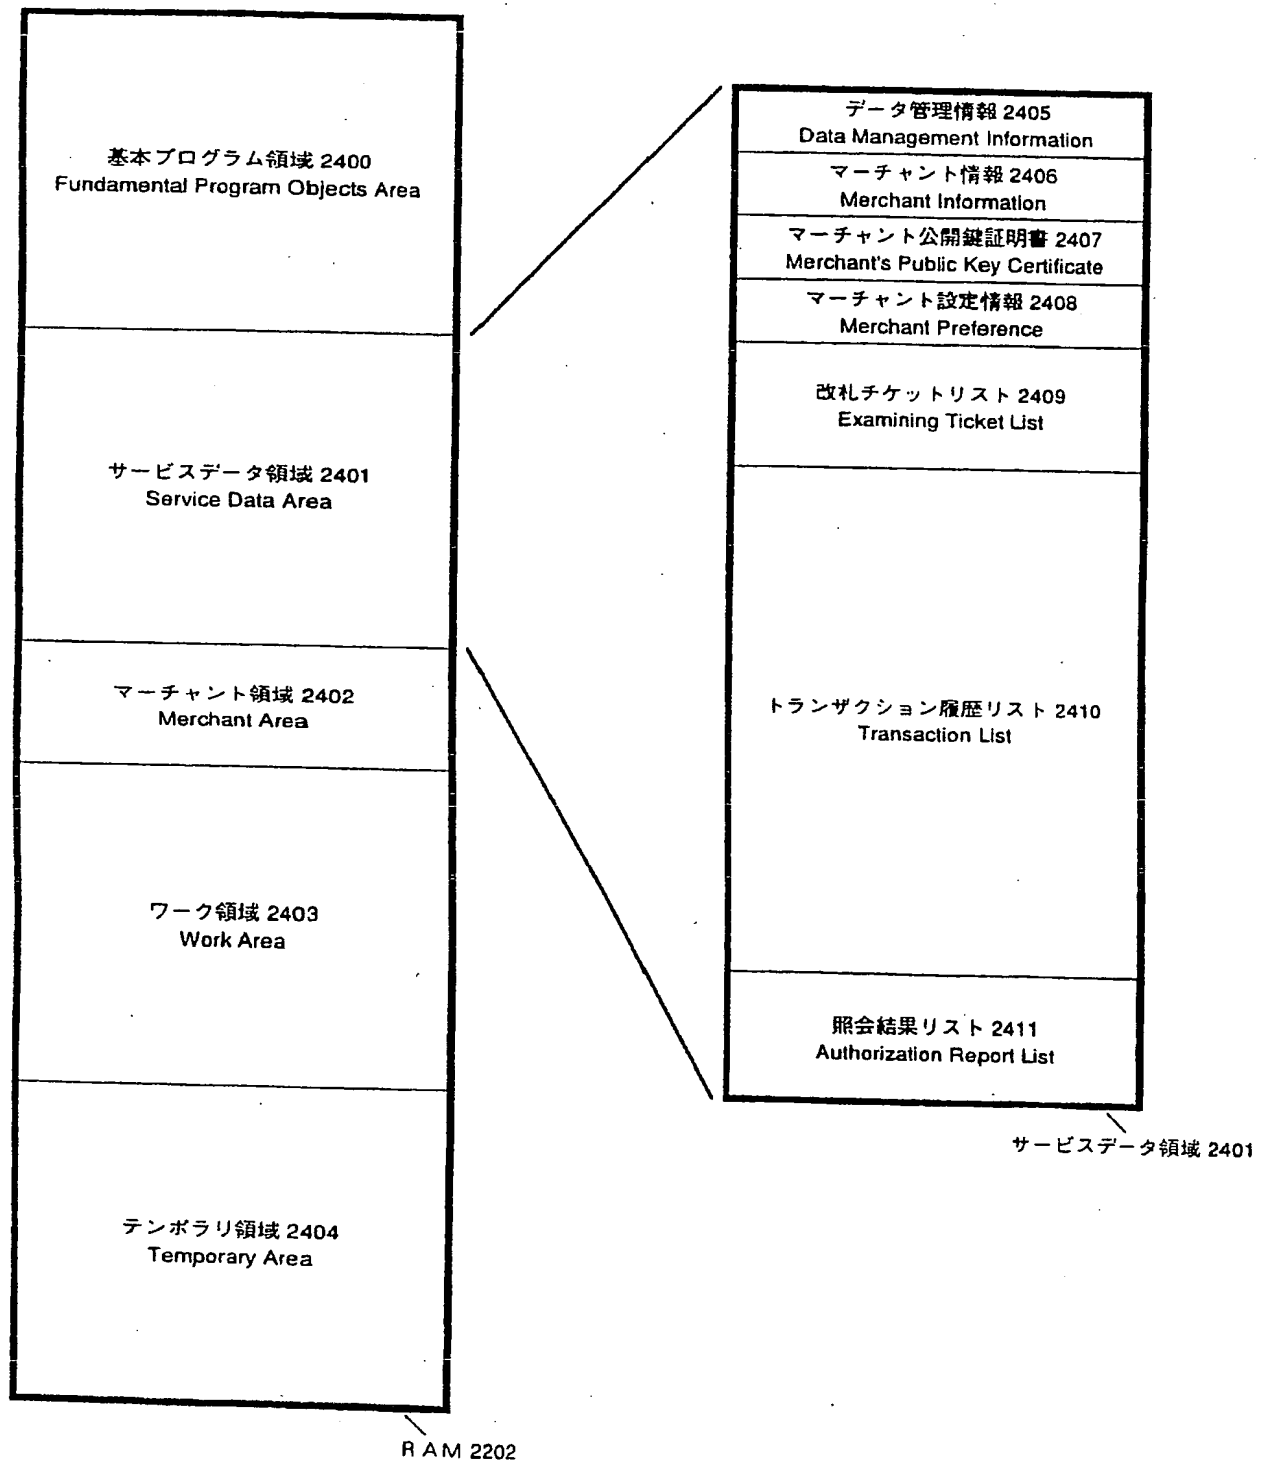 基本プログラム領域 2400
Fundamental Program Objects Area
サービスデータ領域 2401
Service Data Area
マーチャント領域 2402
Merchant Area
ワーク領域 2403
Work Area
テンポラリ領域 2404
Temporary Area
RAM 2202
データ管理情報 2405
Data Management Information
マーチャント情報 2406
Merchant Information
マーチャント公開鍵証明書 2407
Merchant's Public Key Certificate
マーチャント設定情報 2408
Merchant Preference
改札チケットリスト 2409
Examining Ticket List
トランザクション履歴リスト 2410
Transaction List
照会結果リスト 2411
Authorization Report List
サービスデータ領域 2401